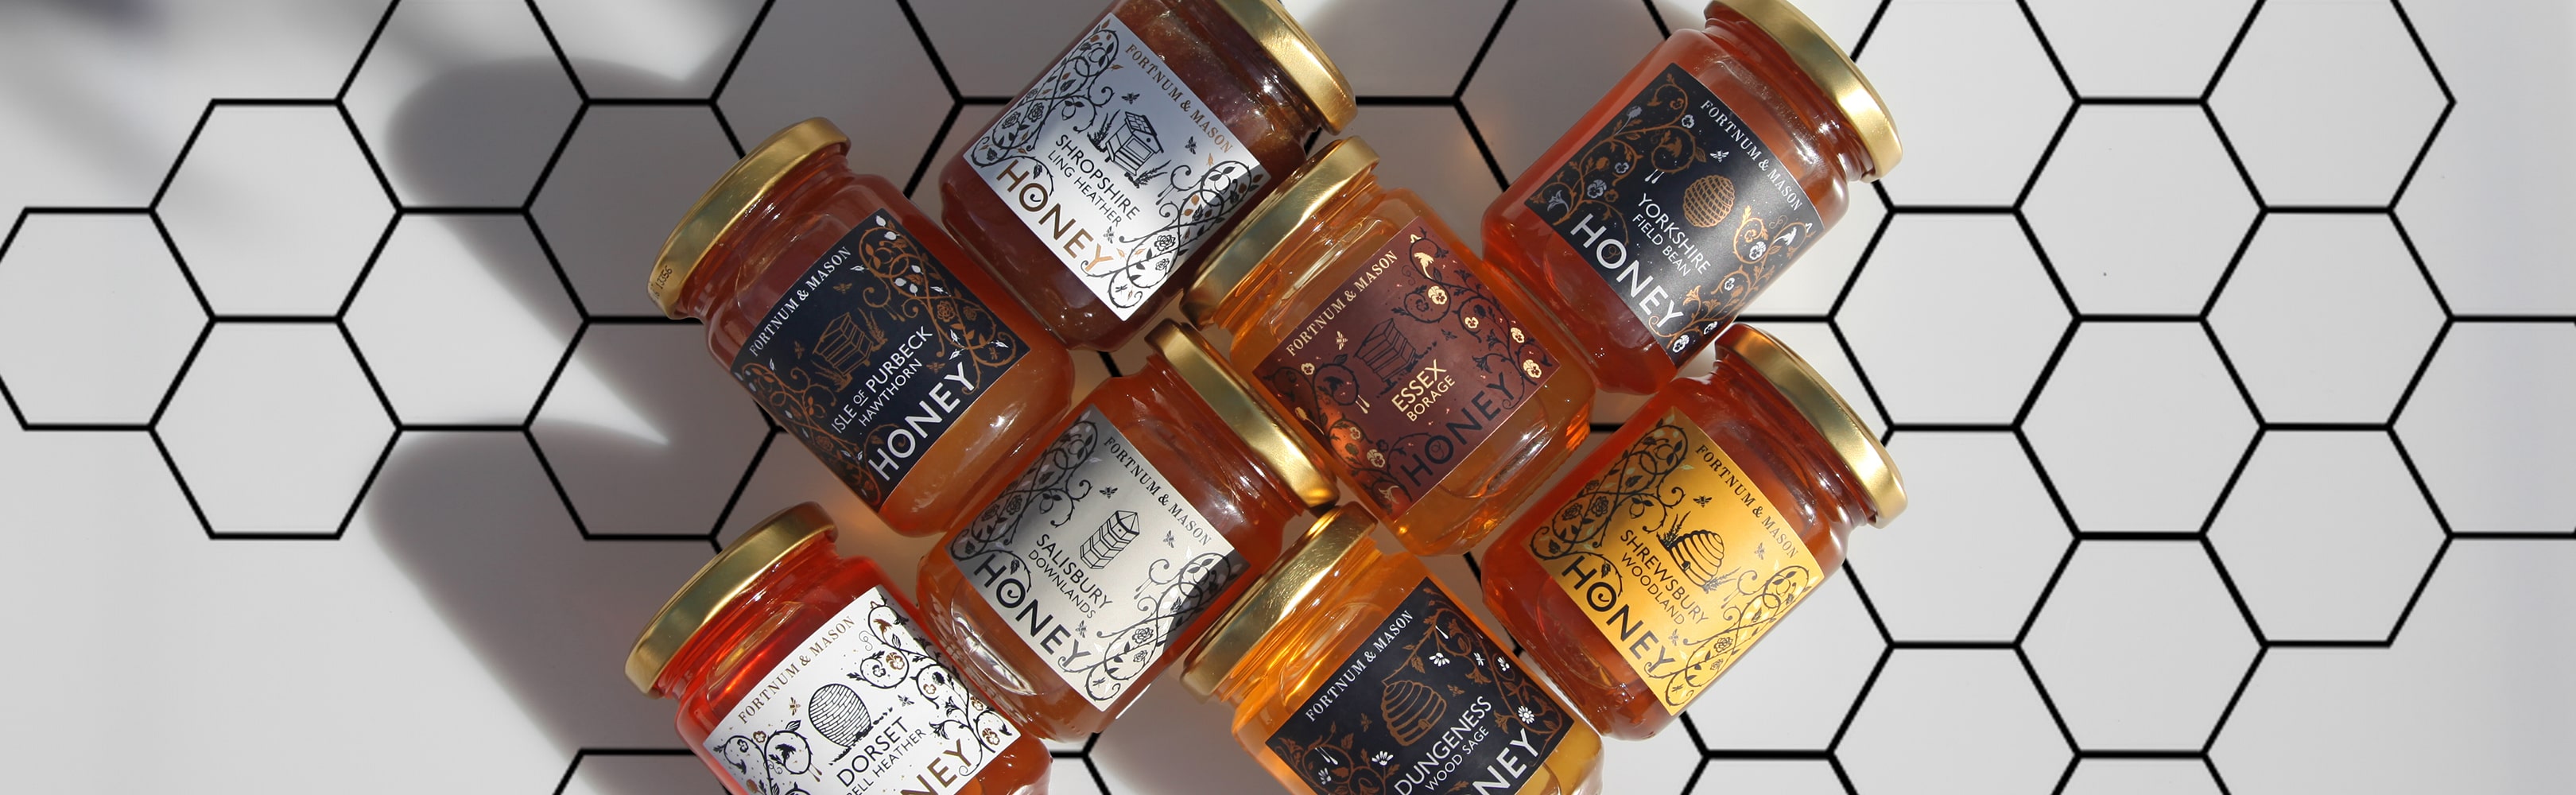 FORTNUM & MASON
SHROPSHIRE
LING HEATHER
HONEY
FORTNUM & MASON
YORKSHIRE
FIELD BEAN
HONEY
FORTNUM & MASON
ISLE OF PURBECK
HAWTHORN
HONEY
FORTNUM & MASON
ESSEX
BORAGE
HONEY
FORTNUM & MASON
SALISBURY
DOWNLANDS
HONEY
FORTNUM & MASON
SHREWSBURY
WOODLAND
HONEY
FORTNUM & MASON
DORSET
BELL HEATHER
NEY
FORTNUM & MASON
DUNGENESS
WOOD SAGE
NEY